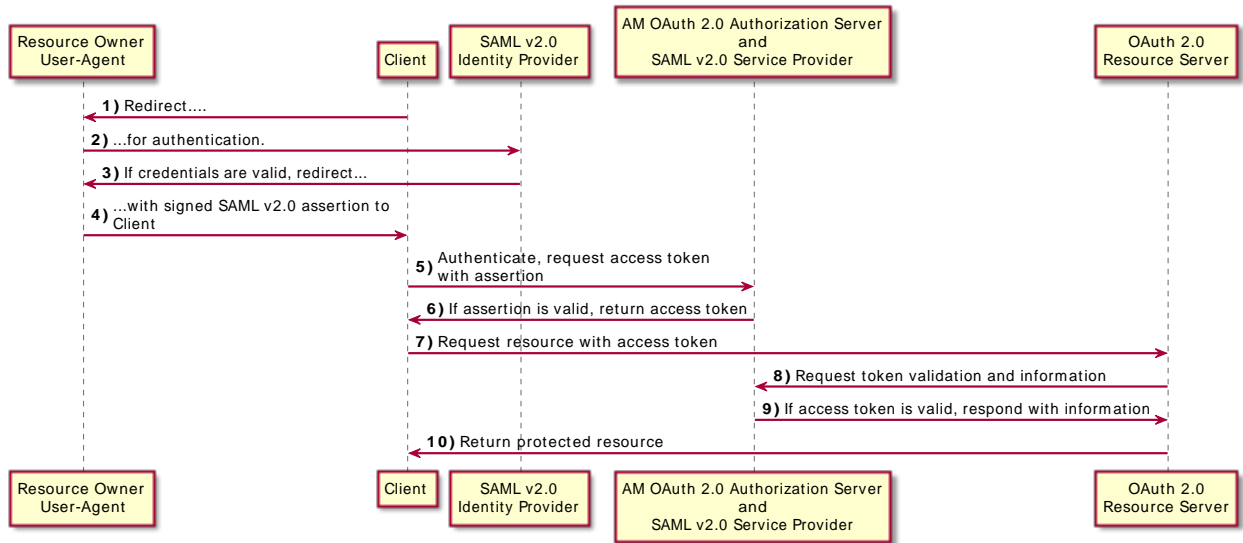 Resource Owner
User-Agent
Client
SAML v2.0
Identity Provider
AM OAuth 2.0 Authorization Server
and
SAML v2.0 Service Provider
OAuth 2.0
Resource Server
1) Redirect....
2) ...for authentication.
3) If credentials are valid, redirect...
4) ...with signed SAML v2.0 assertion to
Client
5) Authenticate, request access token
with assertion
6) If assertion is valid, return access token
7) Request resource with access token
8) Request token validation and information
9) If access token is valid, respond with information
10) Return protected resource
Resource Owner
User-Agent
Client
SAML v2.0
Identity Provider
AM OAuth 2.0 Authorization Server
and
SAML v2.0 Service Provider
OAuth 2.0
Resource Server